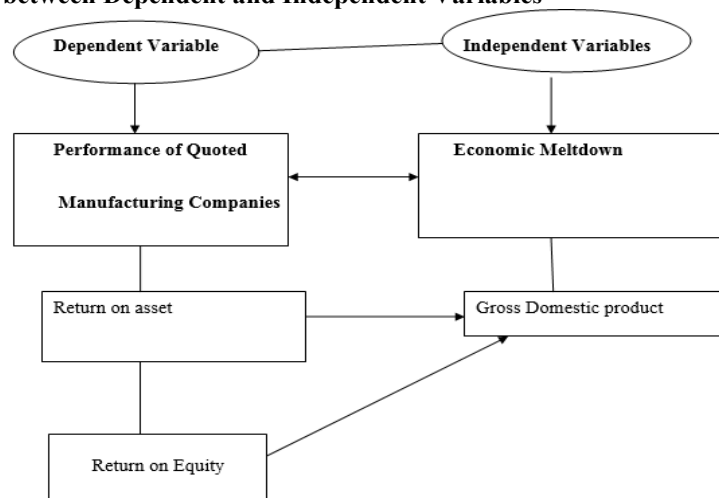 between Dependent and Independent Variables
Dependent Variable
Independent Variables
Performance of Quoted
Manufacturing Companies
Economic Meltdown
Return on asset
Gross Domestic product
Return on Equity